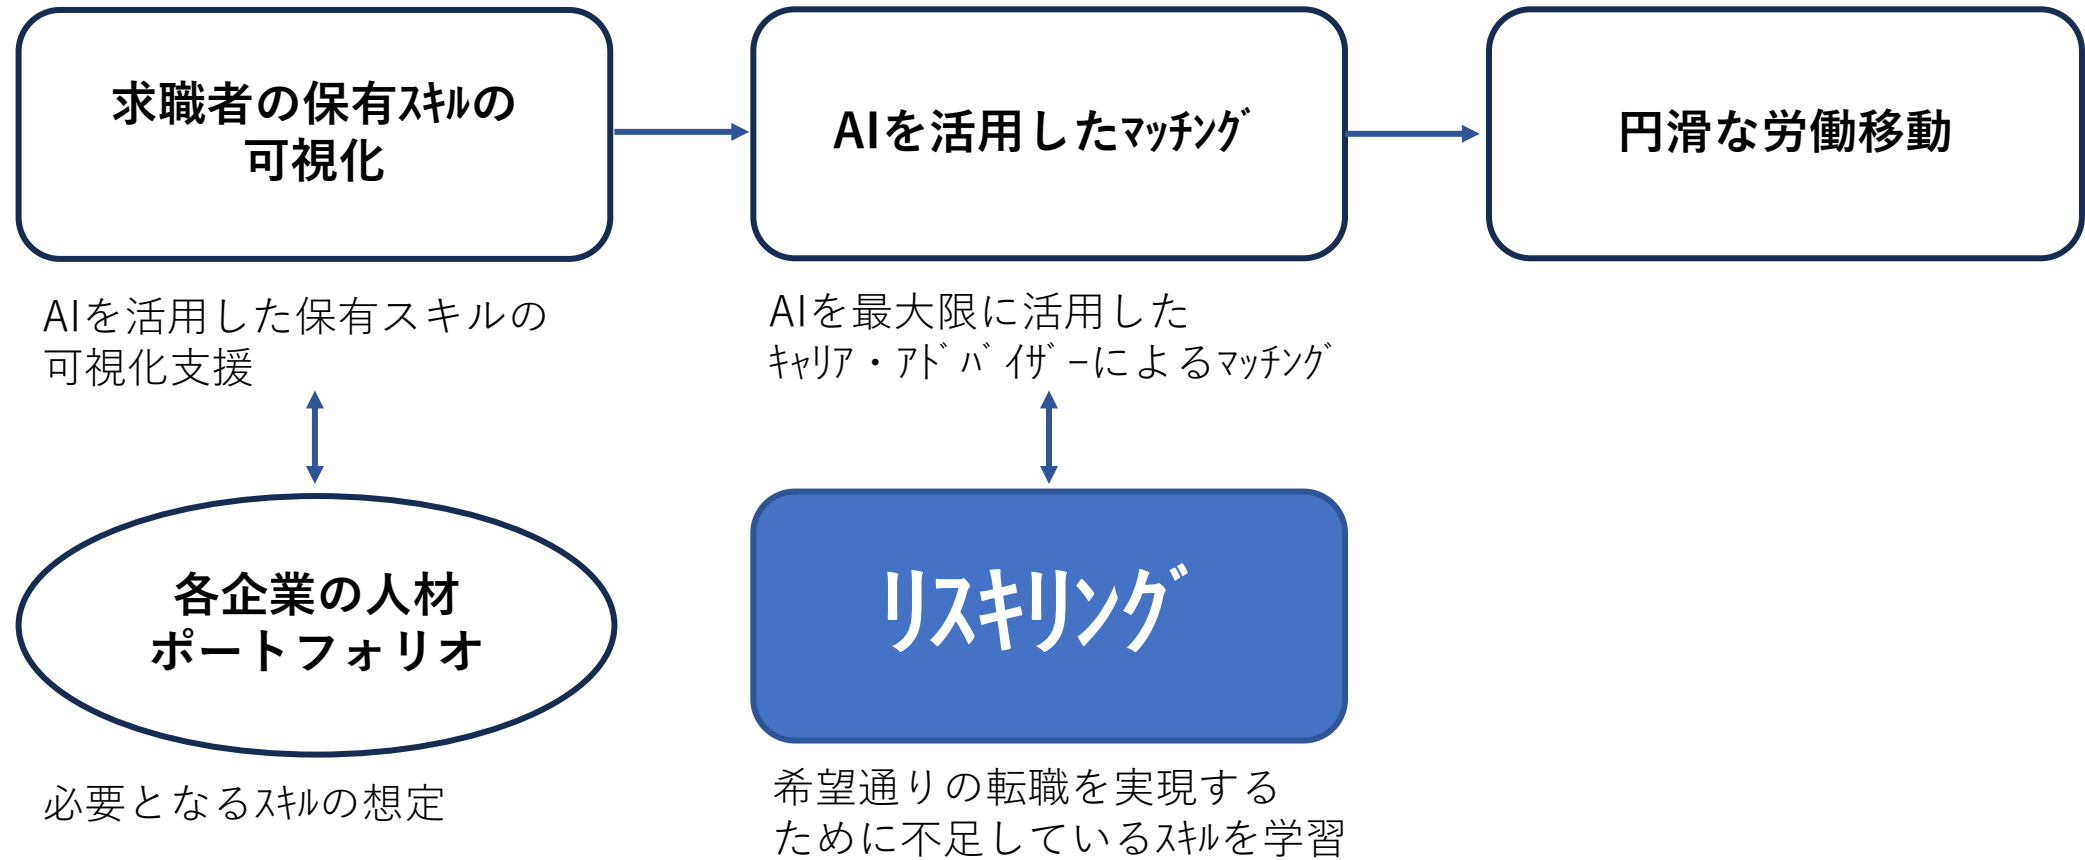 求職者の保有ｽｷﾙの
可視化
AIを活用したﾏｯﾁﾝｸﾞ
円滑な労働移動
AIを活用した保有スキルの
可視化支援
AIを最大限に活用した
ｷｬﾘｱ・ｱﾄﾞﾊﾞｲｻﾞｰによるﾏｯﾁﾝｸﾞ
各企業の人材
ポートフォリオ
ﾘｽｷﾘﾝｸﾞ
必要となるｽｷﾙの想定
希望通りの転職を実現する
ために不足しているｽｷﾙを学習